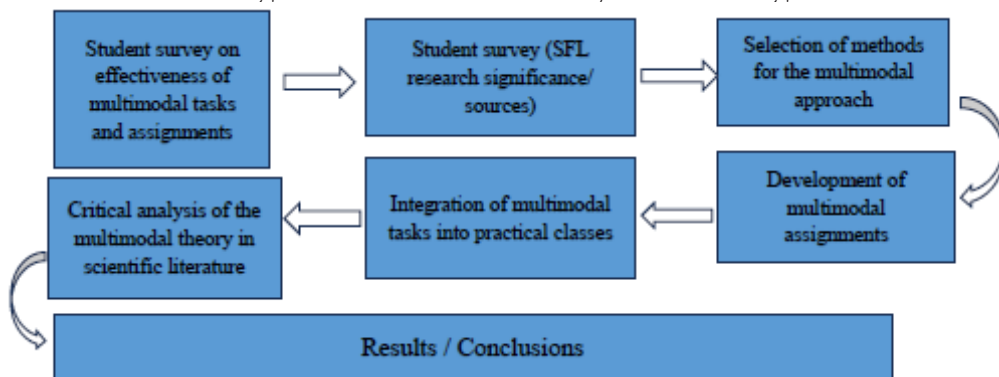 Student survey on
effectiveness of
multimodal tasks
and assignments
Student survey (SFL
research significance/
sources)
Selection of methods
for the multimodal
approach
Development of
multimodal
assignments
Integration of multimodal
tasks into practical classes
Critical analysis of the
multimodal theory in
scientific literature
Results / Conclusions